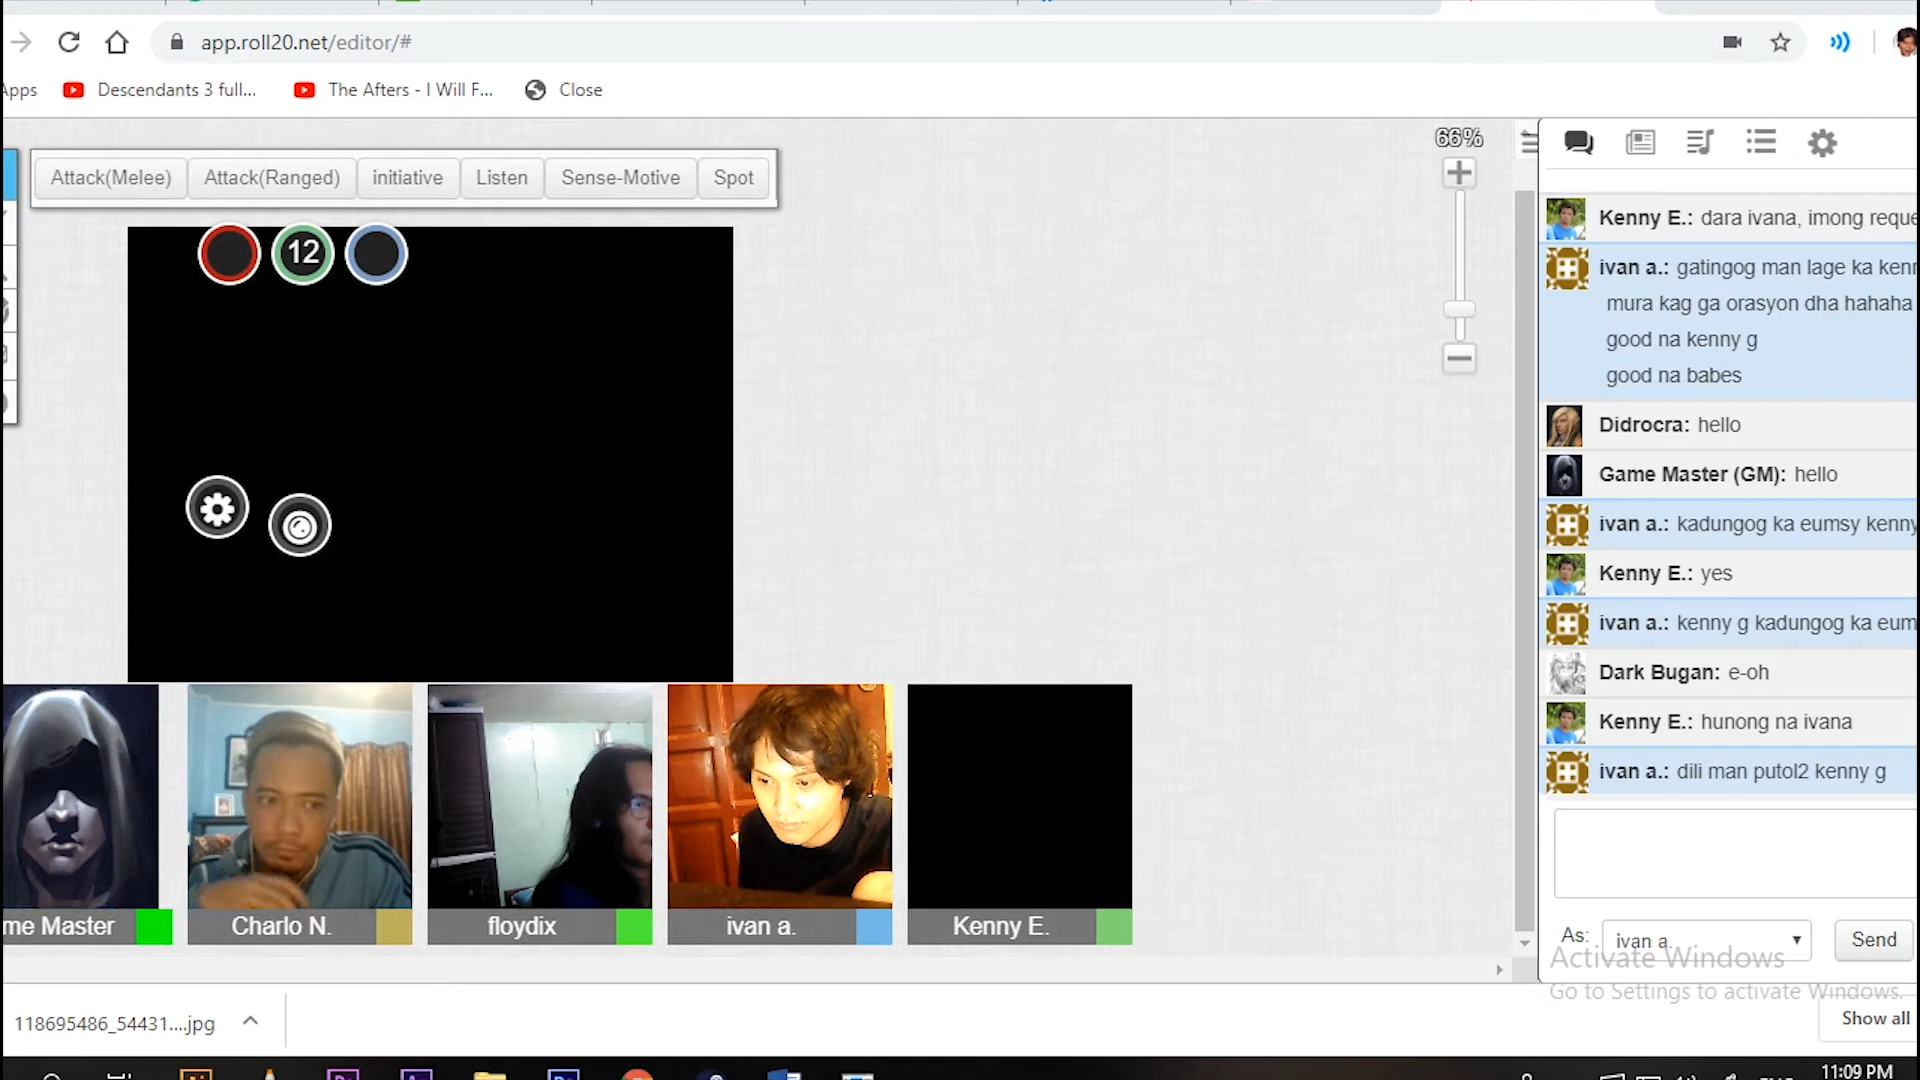 app.roll20.net/editor/#
Apps
Descendants 3 full...
The Afters - I Will F...
Close
66%
Attack(Melee)
Attack(Ranged)
initiative
Listen
Sense-Motive
Spot
12
Kenny E.: dara ivana, imong reque
ivan a.: gatingog man lage ka kenn
mura kag ga orasyon dha hahaha
good na kenny g
good na babes
Didrocra: hello
Game Master (GM): hello
ivan a.: kadungog ka eumsy kenny
Kenny E.: yes
ivan a.: kenny g kadungog ka eum
Dark Bugan: e-oh
Kenny E.: hunong na ivana
ivan a.: dili man putol2 kenny g
me Master
Charlo N.
floydix
ivan a.
Kenny E.
As:
ivan a.
Send
Activate Windows
Go to Settings to activate Windows.
118695486_54431....jpg
Show all
11:09 PM